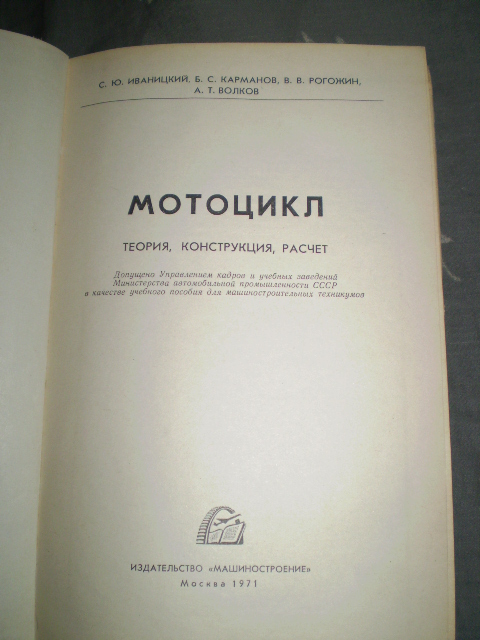 С. Ю. ИВАНИЦКИЙ, Б. С. КАРМАНОВ, В. В. РОГОЖИН,
А. Т. ВОЛКОВ
МОТОЦИКЛ
ТЕОРИЯ, КОНСТРУКЦИЯ, РАСЧЕТ
Допущено Управлением кадров и учебных заведений
Министерства автомобильной промышленности СССР
в качестве учебного пособия для машиностроительных техникумов
ИЗДАТЕЛЬСТВО «МАШИНОСТРОЕНИЕ»
Москва 1971